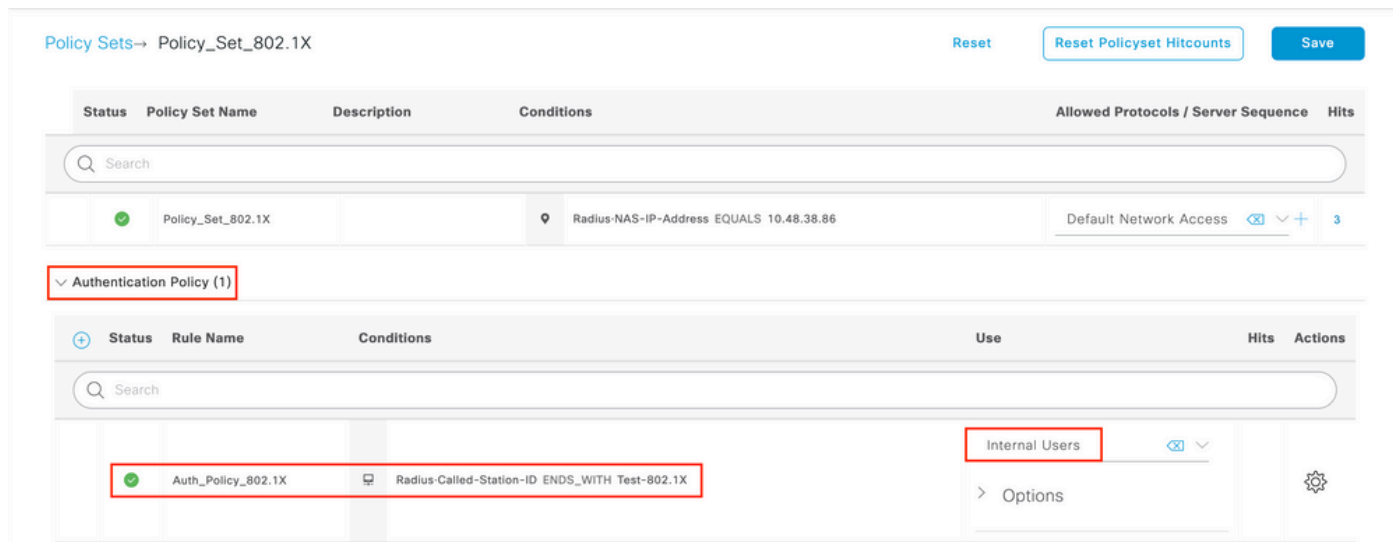 Policy Sets→ Policy_Set_802.1X Reset Reset Policyset Hitcounts Save
Status Policy Set Name Description Conditions Allowed Protocols / Server Sequence Hits
Search
Policy_Set_802.1X Radius·NAS-IP-Address EQUALS 10.48.38.86 Default Network Access 3
Authentication Policy (1)
Status Rule Name Conditions Use Hits Actions
Search
Internal Users
Auth_Policy_802.1X Radius·Called-Station-ID ENDS_WITH Test-802.1X
Options